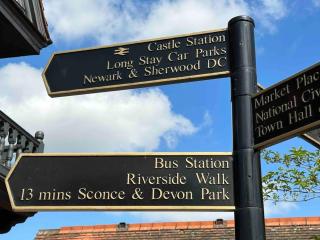 Castle Station
Long Stay Car Parks
Newark & Sherwood DC
Market Place
National Civil
Town Hall
Bus Station
Riverside Walk
13 mins Sconce & Devon Park